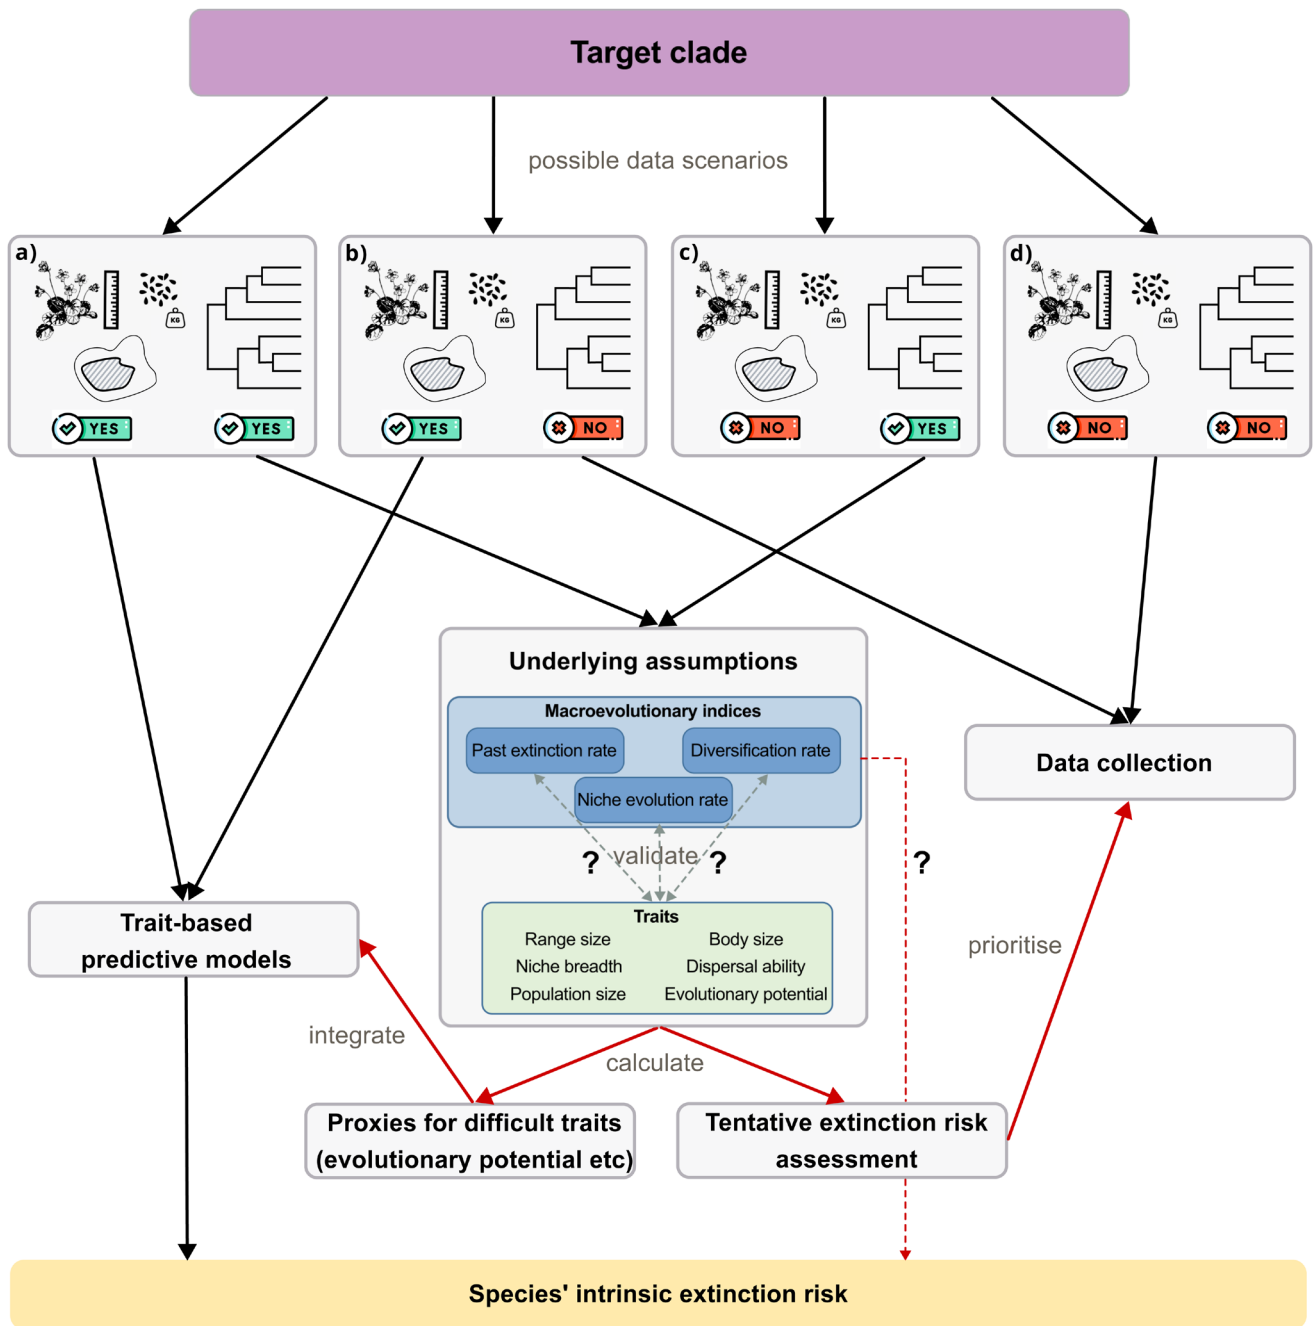 Target clade
possible data scenarios
a)
b)
c)
d)
KG
KG
KG
KG
YES
YES
YES
NO
NO
YES
NO
NO
Underlying assumptions
Macroevolutionary indices
Past extinction rate
Diversification rate
Niche evolution rate
? validate ?
?
Traits
Range size
Body size
Niche breadth
Dispersal ability
Population size
Evolutionary potential
Data collection
Trait-based
predictive models
prioritise
integrate
calculate
Proxies for difficult traits
(evolutionary potential etc)
Tentative extinction risk
assessment
Species' intrinsic extinction risk